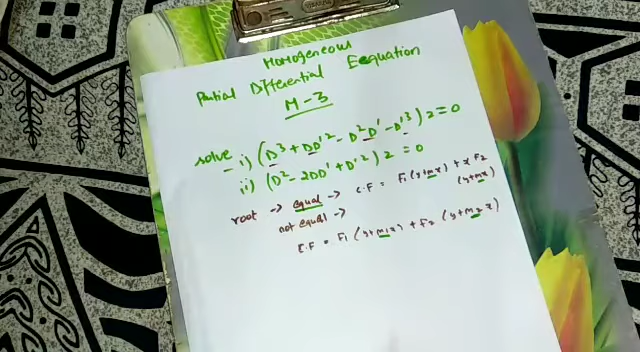 Homogeneous
Partial Differential Eequation
M-3
solve i) (D³ + DD'² - D²D' - D'³) z = 0
ii) (D² - 2DD' + D'²) z = 0
root → equal → C.F = F₁(y+mx) + x F₂
(y+mx)
not equal →
C.F = F₁ (y+m₁x) + F₂ (y+m₂x)